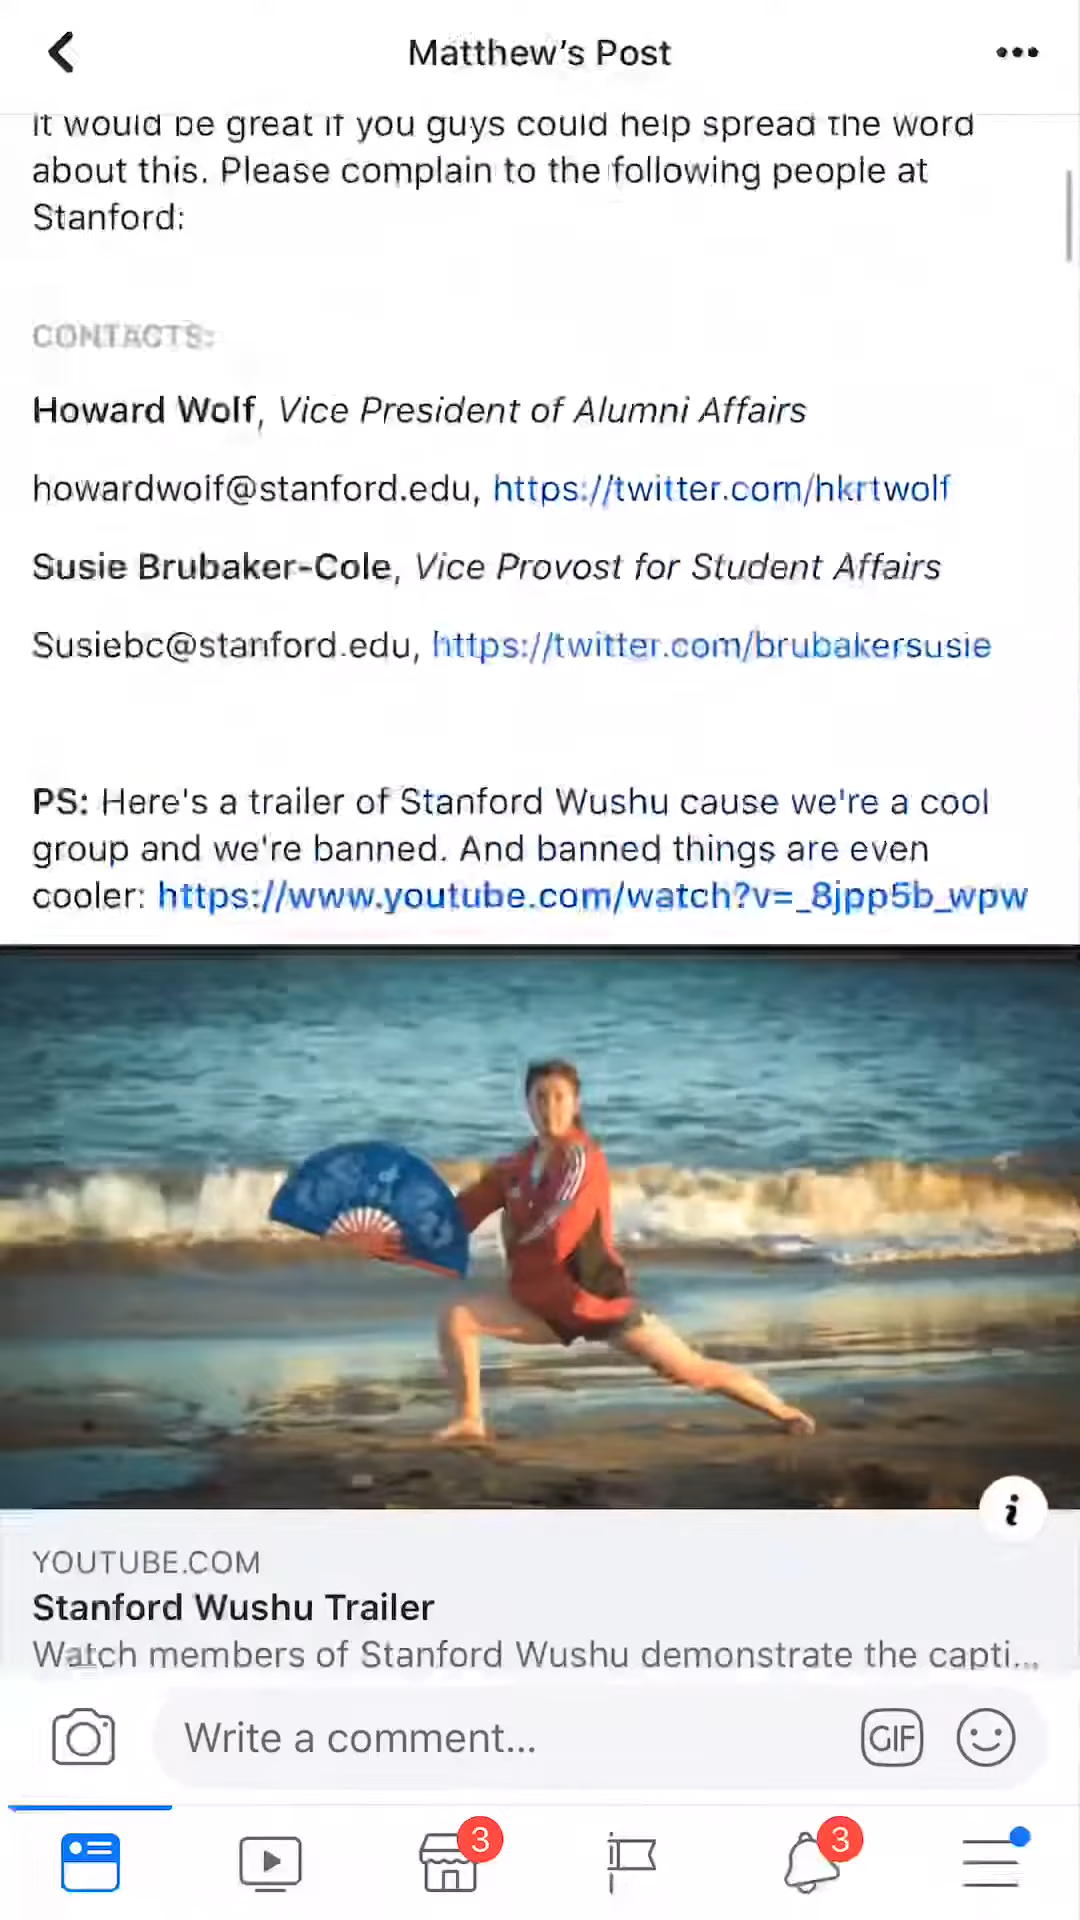 Matthew's Post
It would be great if you guys could help spread the word
about this. Please complain to the following people at
Stanford:
CONTACTS:
Howard Wolf, Vice President of Alumni Affairs
howardwolf@stanford.edu, https://twitter.com/hkrtwolf
Susie Brubaker-Cole, Vice Provost for Student Affairs
Susiebc@stanford.edu, https://twitter.com/brubakersusie
PS: Here's a trailer of Stanford Wushu cause we're a cool
group and we're banned. And banned things are even
cooler: https://www.youtube.com/watch?v=_8jpp5b_wpw
YOUTUBE.COM
Stanford Wushu Trailer
Watch members of Stanford Wushu demonstrate the capti...
Write a comment...
GIF
3
3